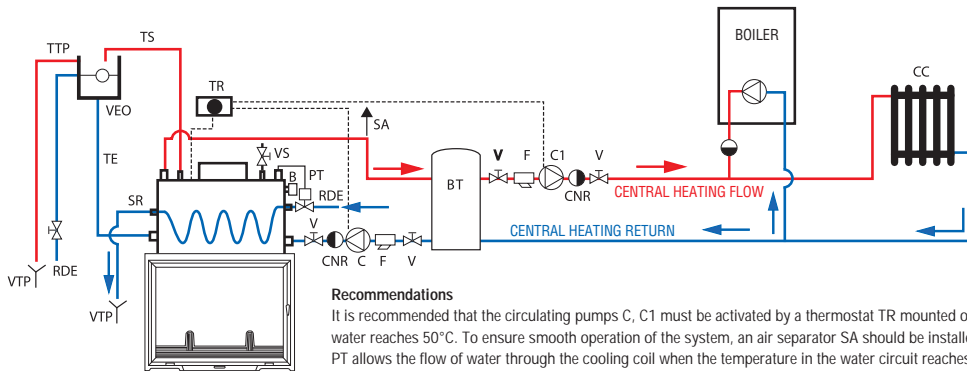 TTP
TS
TR
VEO
TE
SA
VS
B
PT
SR
RDE
V
CNR
C
F
V
VTP
RDE
VTP
BT
V
F
C1
V
CNR
CENTRAL HEATING FLOW
CENTRAL HEATING RETURN
BOILER
CC
Recommendations
It is recommended that the circulating pumps C, C1 must be activated by a thermostat TR mounted o
water reaches 50°C. To ensure smooth operation of the system, an air separator SA should be installe
PT allows the flow of water through the cooling coil when the temperature in the water circuit reaches